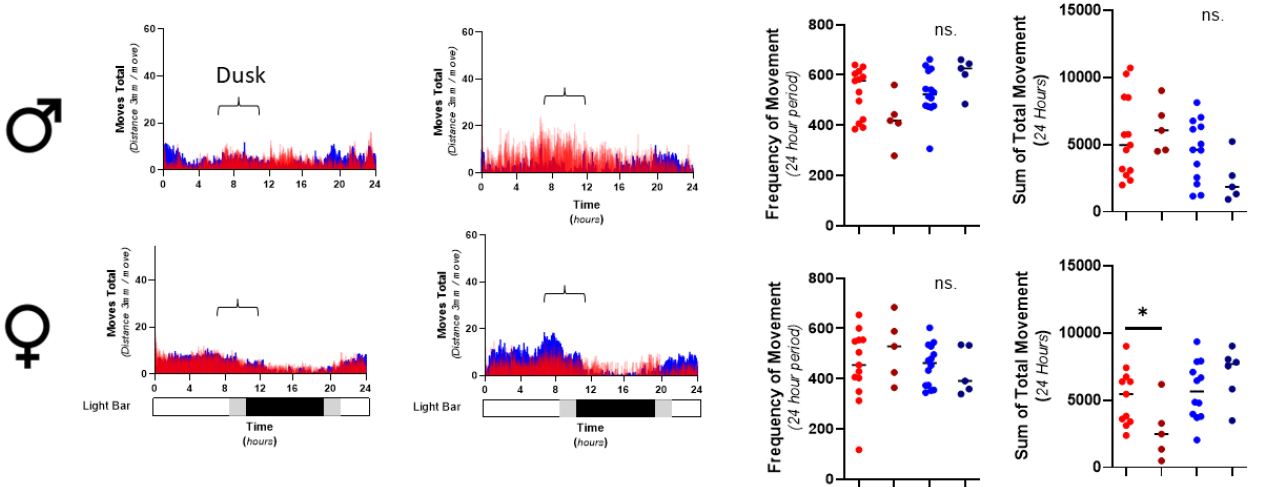 60
Moves Total
(Distance 3mm / move)
40
20
0
Dusk
0 4 8 12 16 19 20 24
60
Moves Total
(Distance 3mm / move)
40
20
0
0 4 8 12 16 20 24
Time
(hours)
800
600
400
200
0
Frequency of Movement
(24 hour period)
ns.
15000
10000
5000
0
Sum of Total Movement
(24 Hours)
ns.
Moves Total
(Distance 3mm / move)
40
20
0
0 4 8 12 16 20 24
Light Bar
Time
(hours)
60
Moves Total
(Distance 3mm / move)
40
20
0
0 4 8 12 16 20 24
Light Bar
Time
(hours)
800
600
400
200
0
Frequency of Movement
(24 hour period)
ns.
15000
10000
5000
0
Sum of Total Movement
(24 Hours)
*